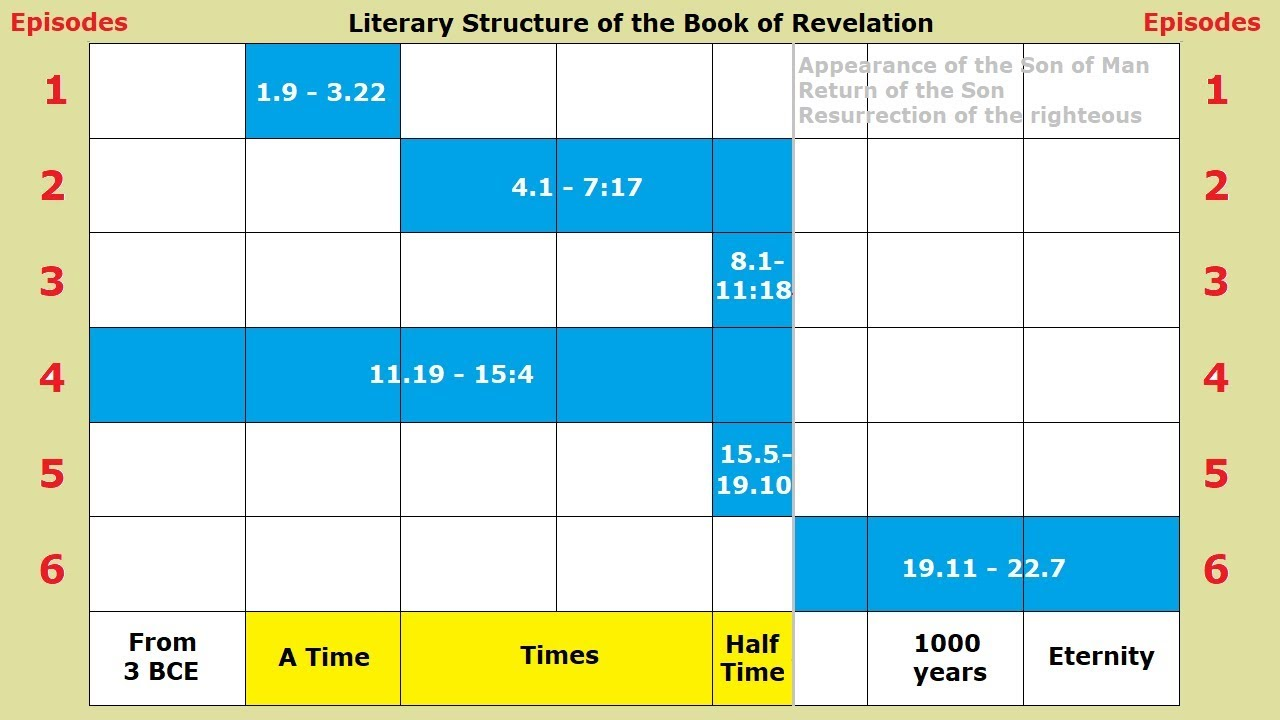 Episodes Literary Structure of the Book of Revelation Episodes
1 1.9 – 3.22 Appearance of the Son of Man 1
Return of the Son
Resurrection of the righteous
2 4.1 – 7:17 2
3 8.1– 3
11:18
4 11.19 – 15:4 4
5 15.5– 5
19.10
6 19.11 – 22.7 6
From A Time Times Half 1000 Eternity
3 BCE Time years